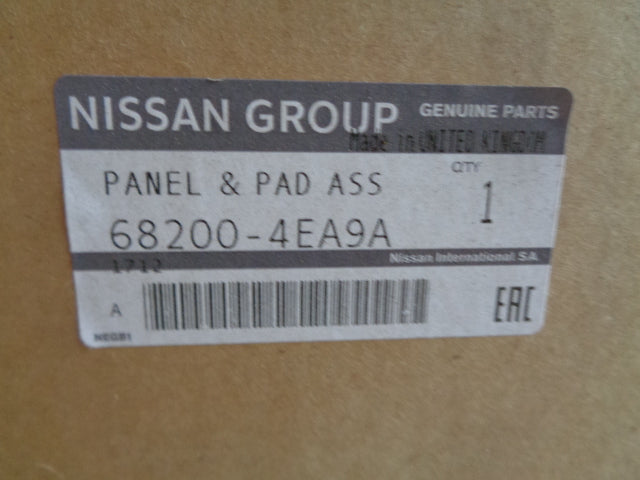 NISSAN GROUP GENUINE PARTS
Made in UNITED KINGDOM
PANEL & PAD ASS
QTY
1
68200-4EA9A
Nissan International SA
1712
A
EAC
NEGB1